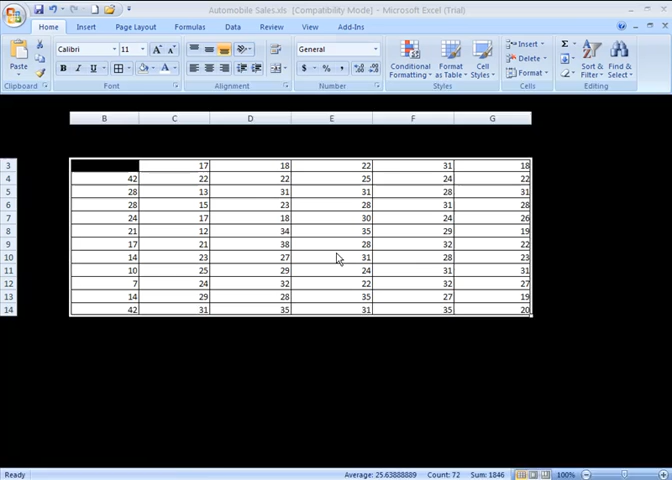 Automobile Sales.xls [Compatibility Mode] - Microsoft Excel (Trial)
Home Insert Page Layout Formulas Data Review View Add-Ins
Calibri 11 General Insert
Paste B I U $ % , Conditional Formatting Format as Table Cell Styles Delete Format Sort & Filter Find & Select
Clipboard Font Alignment Number Styles Cells Editing
B C D E F G
3 17 18 22 31 18
4 42 22 22 25 24 22
5 28 13 31 31 28 31
6 28 15 23 28 31 28
7 24 17 18 30 24 26
8 21 12 34 35 29 19
9 17 21 38 28 32 22
10 14 23 27 31 28 23
11 10 25 29 24 31 31
12 7 24 32 22 32 27
13 14 29 28 35 27 19
14 42 31 35 31 35 20
Ready Average: 25.63888889 Count: 72 Sum: 1846 100%